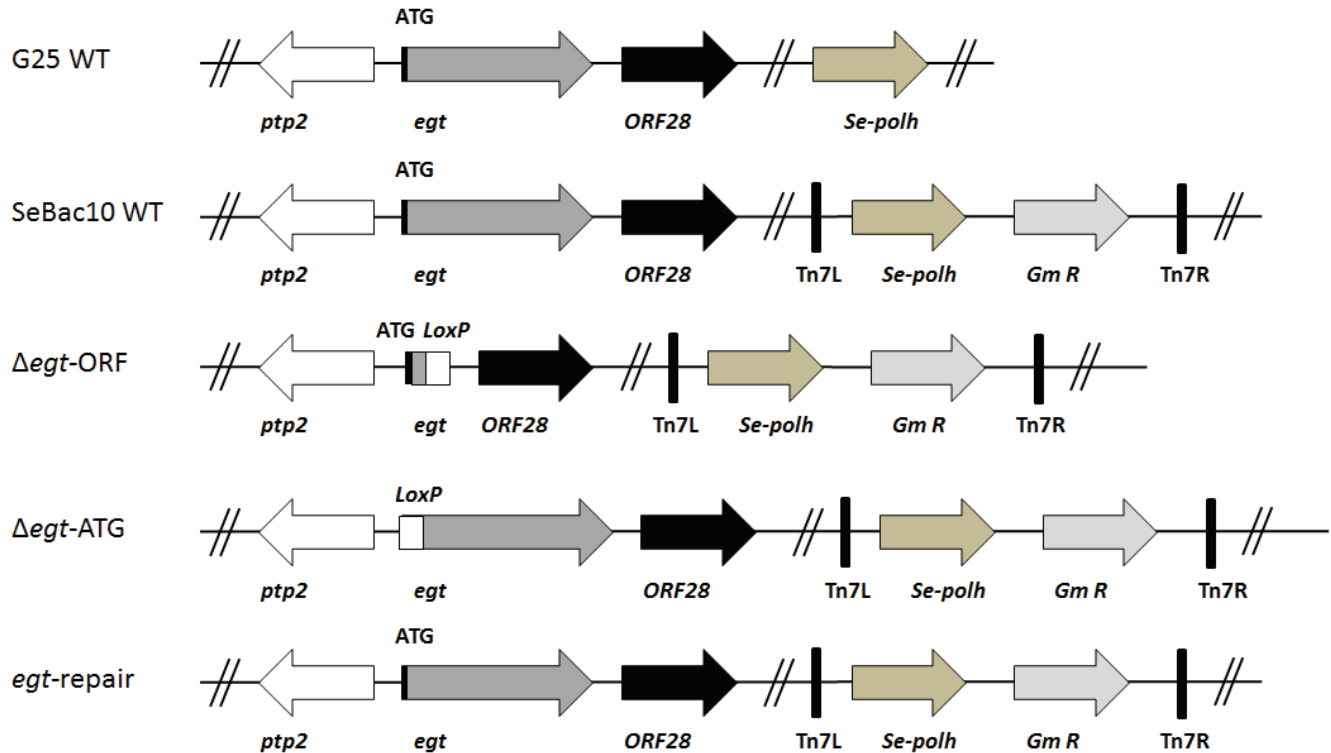 ATG
G25 WT
ptp2 egt ORF28 Se-polh
ATG
SeBac10 WT
ptp2 egt ORF28 Tn7L Se-polh Gm R Tn7R
ATG LoxP
Δegt-ORF
ptp2 egt ORF28 Tn7L Se-polh Gm R Tn7R
LoxP
Δegt-ATG
ptp2 egt ORF28 Tn7L Se-polh Gm R Tn7R
ATG
egt-repair
ptp2 egt ORF28 Tn7L Se-polh Gm R Tn7R